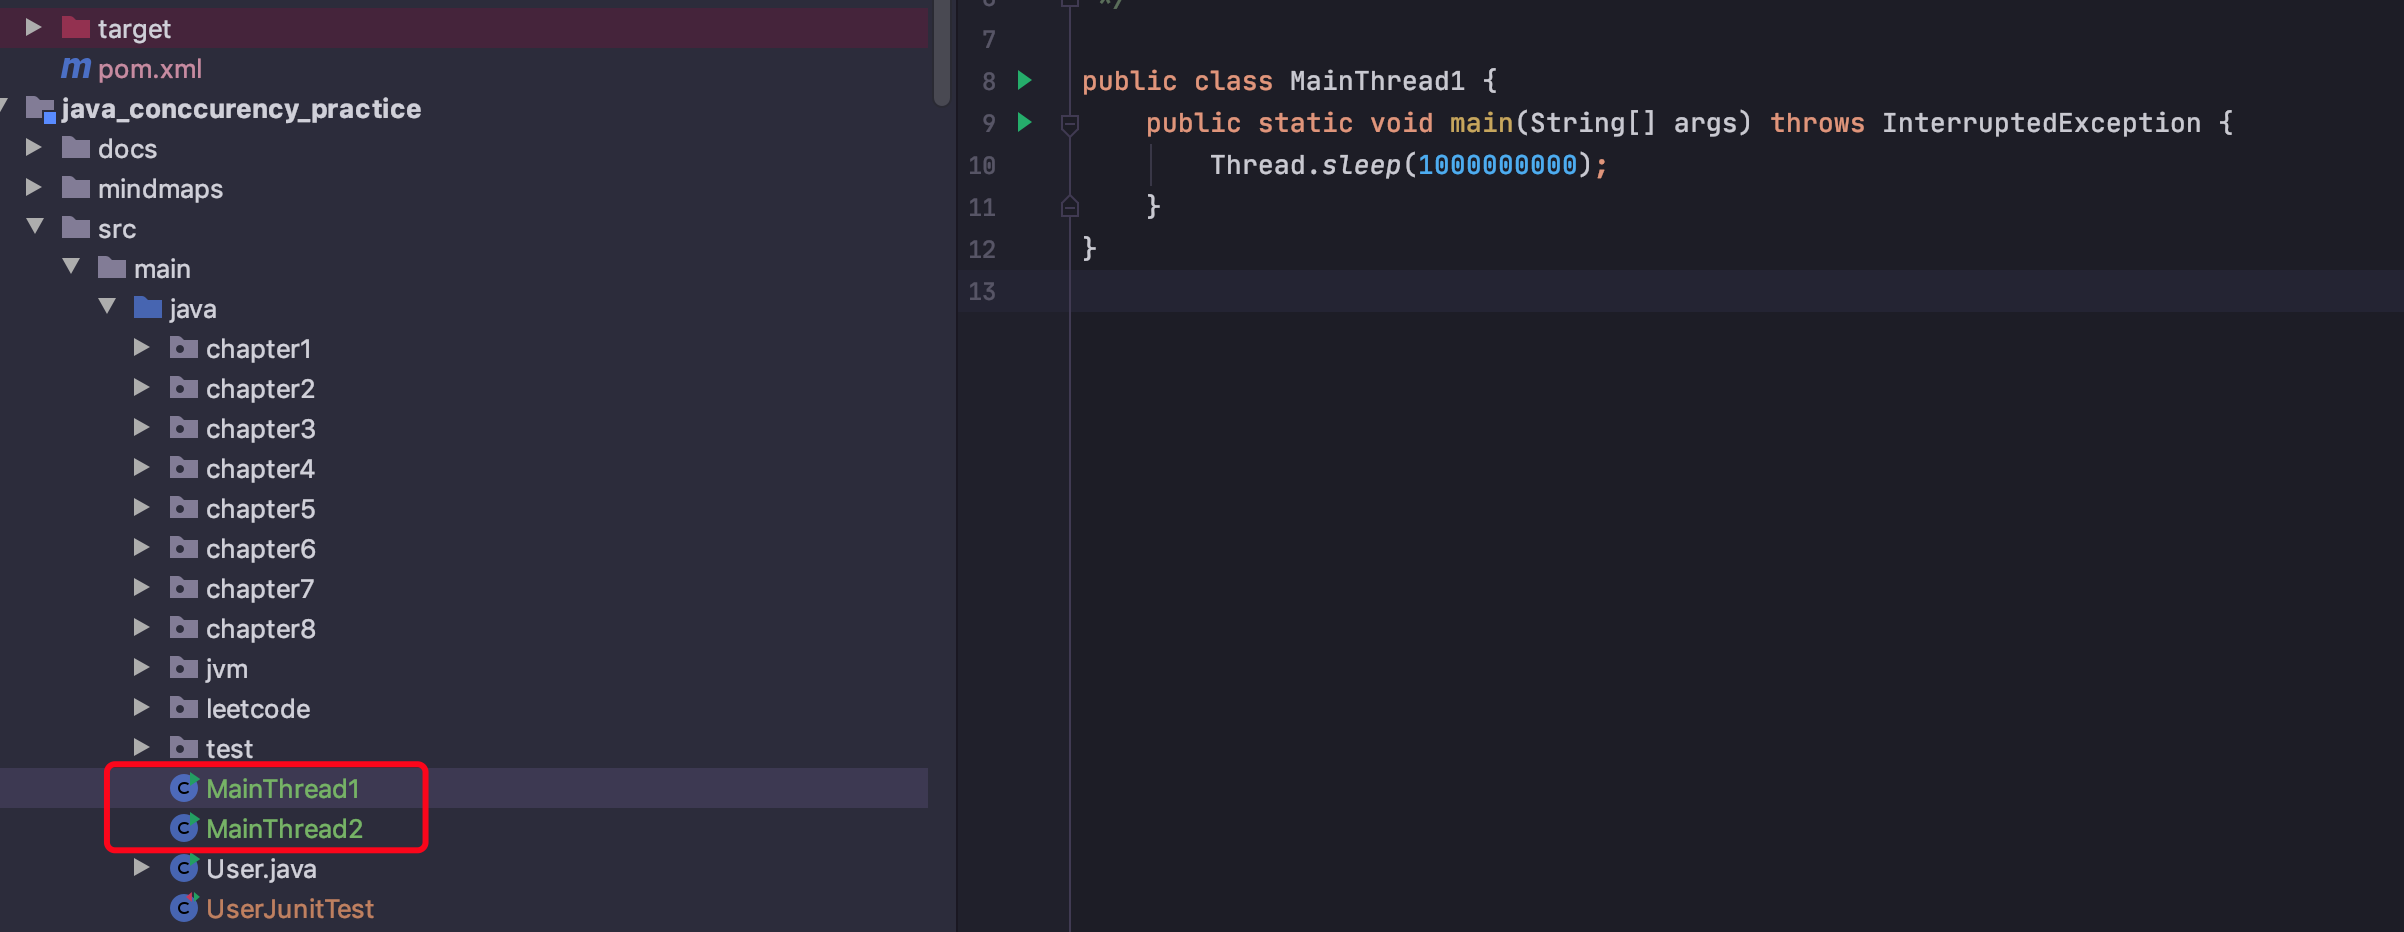 target
pom.xml
java_conccurency_practice
docs
mindmaps
src
main
java
chapter1
chapter2
chapter3
chapter4
chapter5
chapter6
chapter7
chapter8
jvm
leetcode
test
MainThread1
MainThread2
User.java
UserJunitTest
6 */
7
8 public class MainThread1 {
9 public static void main(String[] args) throws InterruptedException {
10 Thread.sleep(1000000000);
11 }
12 }
13